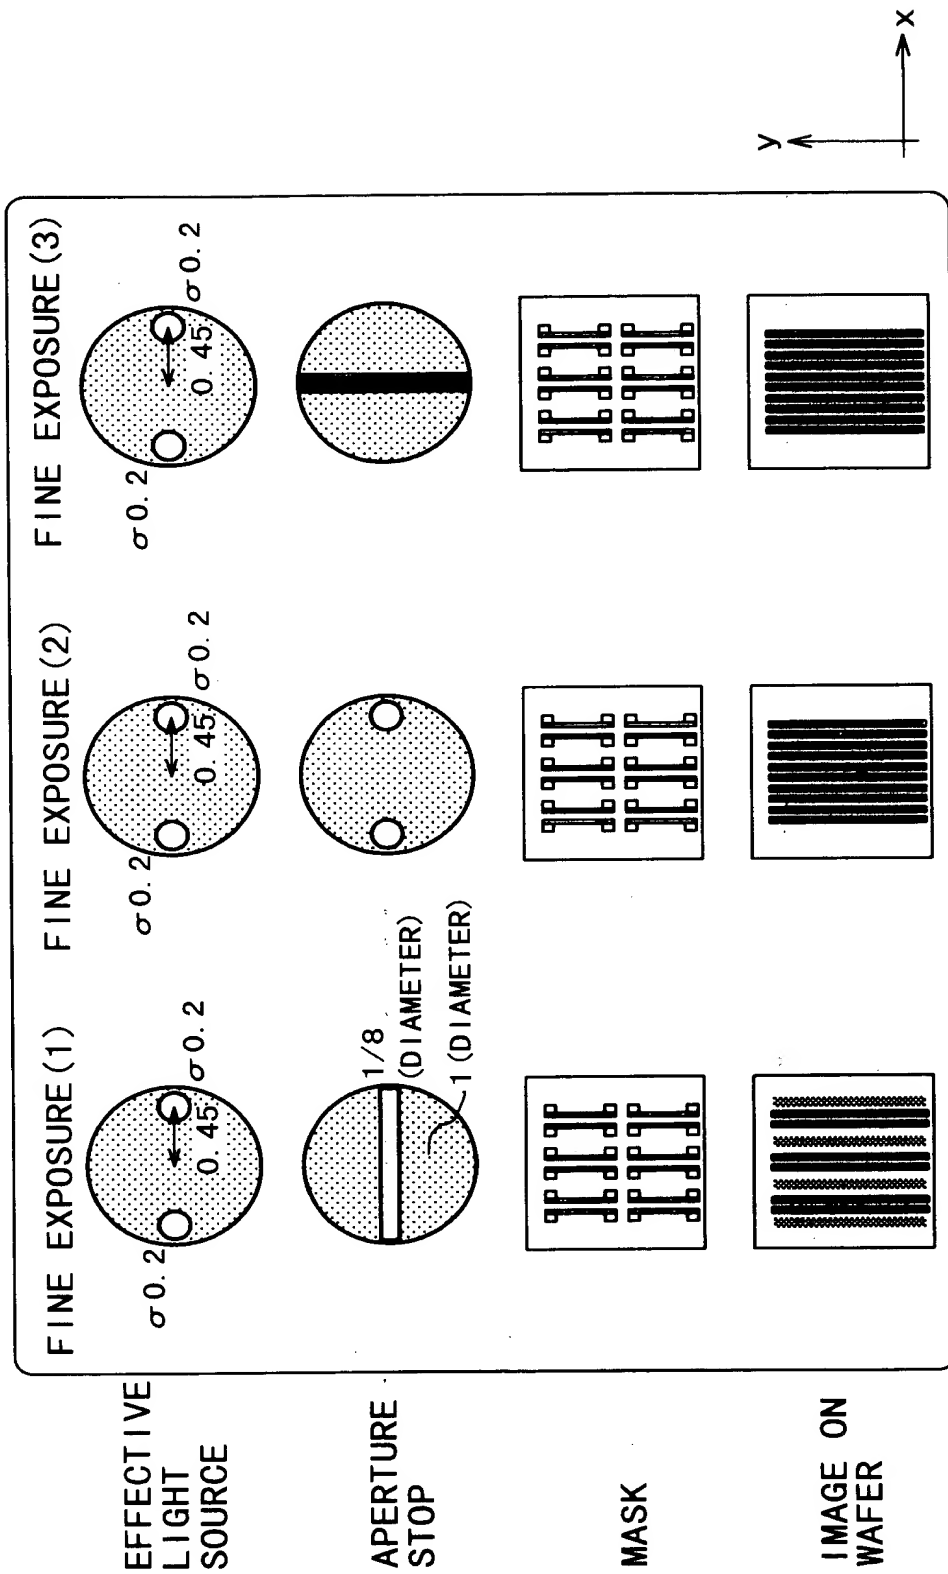 FINE EXPOSURE(1)
FINE EXPOSURE(2)
FINE EXPOSURE(3)
EFFECTIVE
LIGHT
SOURCE
σ0.2
0.45
σ0.2
σ0.2
0.45
σ0.2
σ0.2
0.45
σ0.2
APERTURE
STOP
1/8
(DIAMETER)
1(DIAMETER)
MASK
IMAGE ON
WAFER
y
x